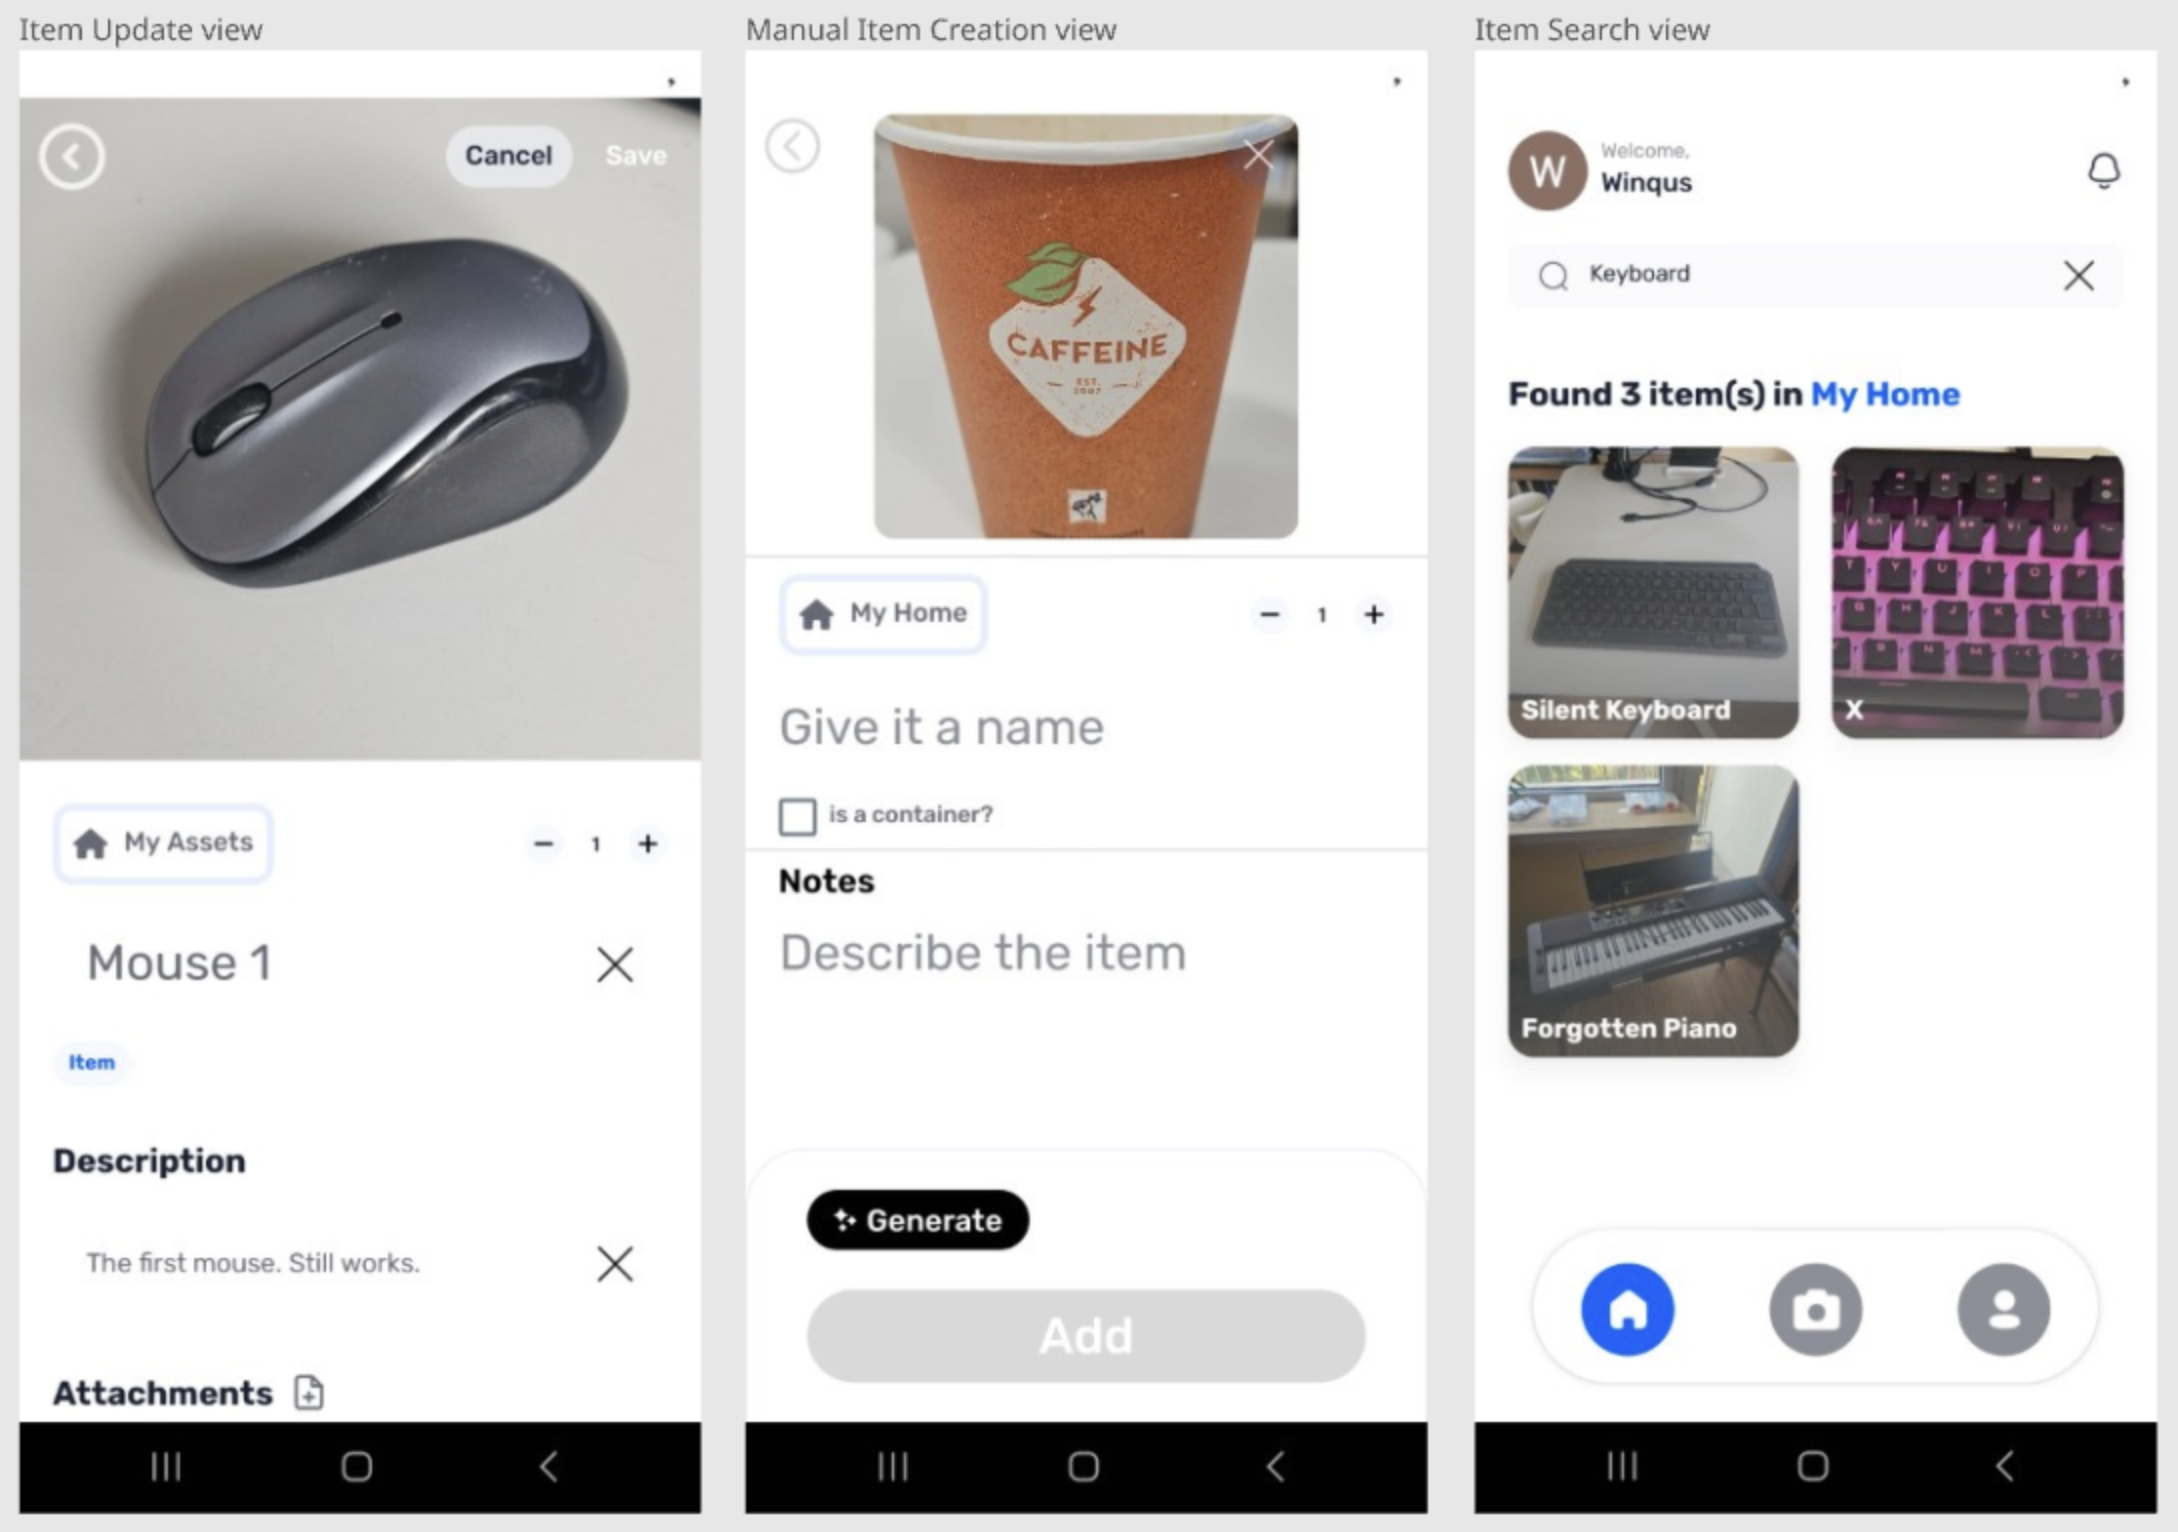 Item Update view
Cancel
Save
My Assets
1
Mouse 1
Item
Description
The first mouse. Still works.
Attachments
Manual Item Creation view
CAFFEINE
EST.
2007
My Home
1
Give it a name
is a container?
Notes
Describe the item
Generate
Add
Item Search view
W
Welcome,
Winqus
Keyboard
Found 3 item(s) in My Home
T Y U I O P
G H J K L
B N M
Silent Keyboard
X
Forgotten Piano